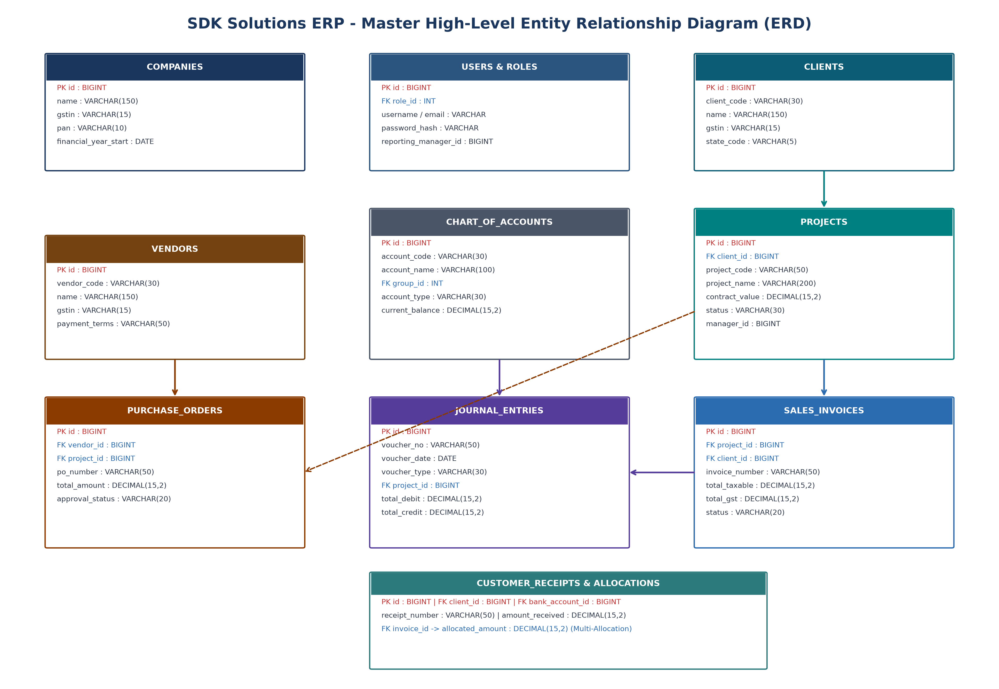 SDK Solutions ERP - Master High-Level Entity Relationship Diagram (ERD)
COMPANIES
PK id : BIGINT
name : VARCHAR(150)
gstin : VARCHAR(15)
pan : VARCHAR(10)
financial_year_start : DATE
USERS & ROLES
PK id : BIGINT
FK role_id : INT
username / email : VARCHAR
password_hash : VARCHAR
reporting_manager_id : BIGINT
CLIENTS
PK id : BIGINT
client_code : VARCHAR(30)
name : VARCHAR(150)
gstin : VARCHAR(15)
state_code : VARCHAR(5)
VENDORS
PK id : BIGINT
vendor_code : VARCHAR(30)
name : VARCHAR(150)
gstin : VARCHAR(15)
payment_terms : VARCHAR(50)
CHART_OF_ACCOUNTS
PK id : BIGINT
account_code : VARCHAR(30)
account_name : VARCHAR(100)
FK group_id : INT
account_type : VARCHAR(30)
current_balance : DECIMAL(15,2)
PROJECTS
PK id : BIGINT
FK client_id : BIGINT
project_code : VARCHAR(50)
project_name : VARCHAR(200)
contract_value : DECIMAL(15,2)
status : VARCHAR(30)
manager_id : BIGINT
PURCHASE_ORDERS
PK id : BIGINT
FK vendor_id : BIGINT
FK project_id : BIGINT
po_number : VARCHAR(50)
total_amount : DECIMAL(15,2)
approval_status : VARCHAR(20)
JOURNAL_ENTRIES
PK id : BIGINT
voucher_no : VARCHAR(50)
voucher_date : DATE
voucher_type : VARCHAR(30)
FK project_id : BIGINT
total_debit : DECIMAL(15,2)
total_credit : DECIMAL(15,2)
SALES_INVOICES
PK id : BIGINT
FK project_id : BIGINT
FK client_id : BIGINT
invoice_number : VARCHAR(50)
total_taxable : DECIMAL(15,2)
total_gst : DECIMAL(15,2)
status : VARCHAR(20)
CUSTOMER_RECEIPTS & ALLOCATIONS
PK id : BIGINT | FK client_id : BIGINT | FK bank_account_id : BIGINT
receipt_number : VARCHAR(50) | amount_received : DECIMAL(15,2)
FK invoice_id -> allocated_amount : DECIMAL(15,2) (Multi-Allocation)